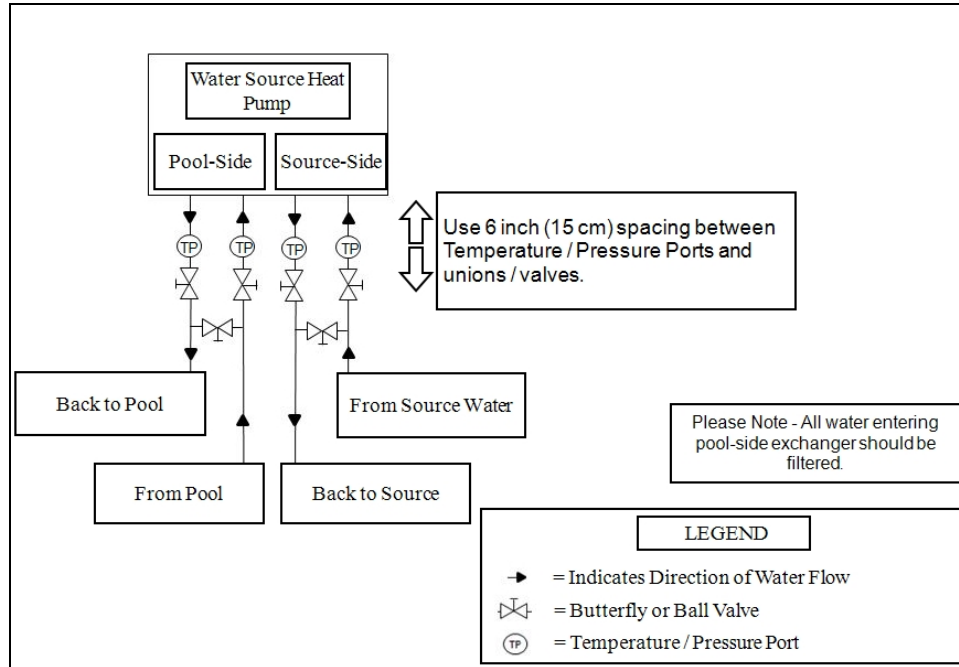 Water Source Heat
Pump
Pool-Side
Source-Side
TP
TP
TP
TP
Use 6 inch (15 cm) spacing between
Temperature / Pressure Ports and
unions / valves.
Back to Pool
From Source Water
From Pool
Back to Source
Please Note - All water entering
pool-side exchanger should be
filtered.
LEGEND
= Indicates Direction of Water Flow
= Butterfly or Ball Valve
TP = Temperature / Pressure Port